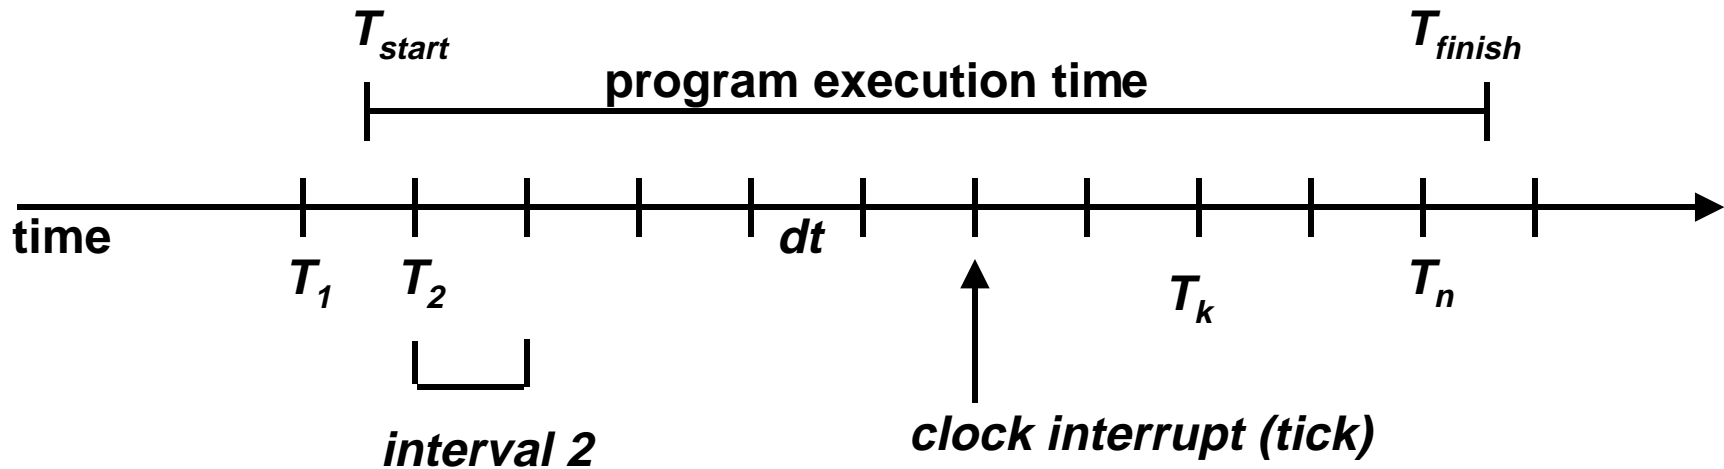 T_start
T_finish
program execution time
time
dt
T_1
T_2
T_k
T_n
interval 2
clock interrupt (tick)